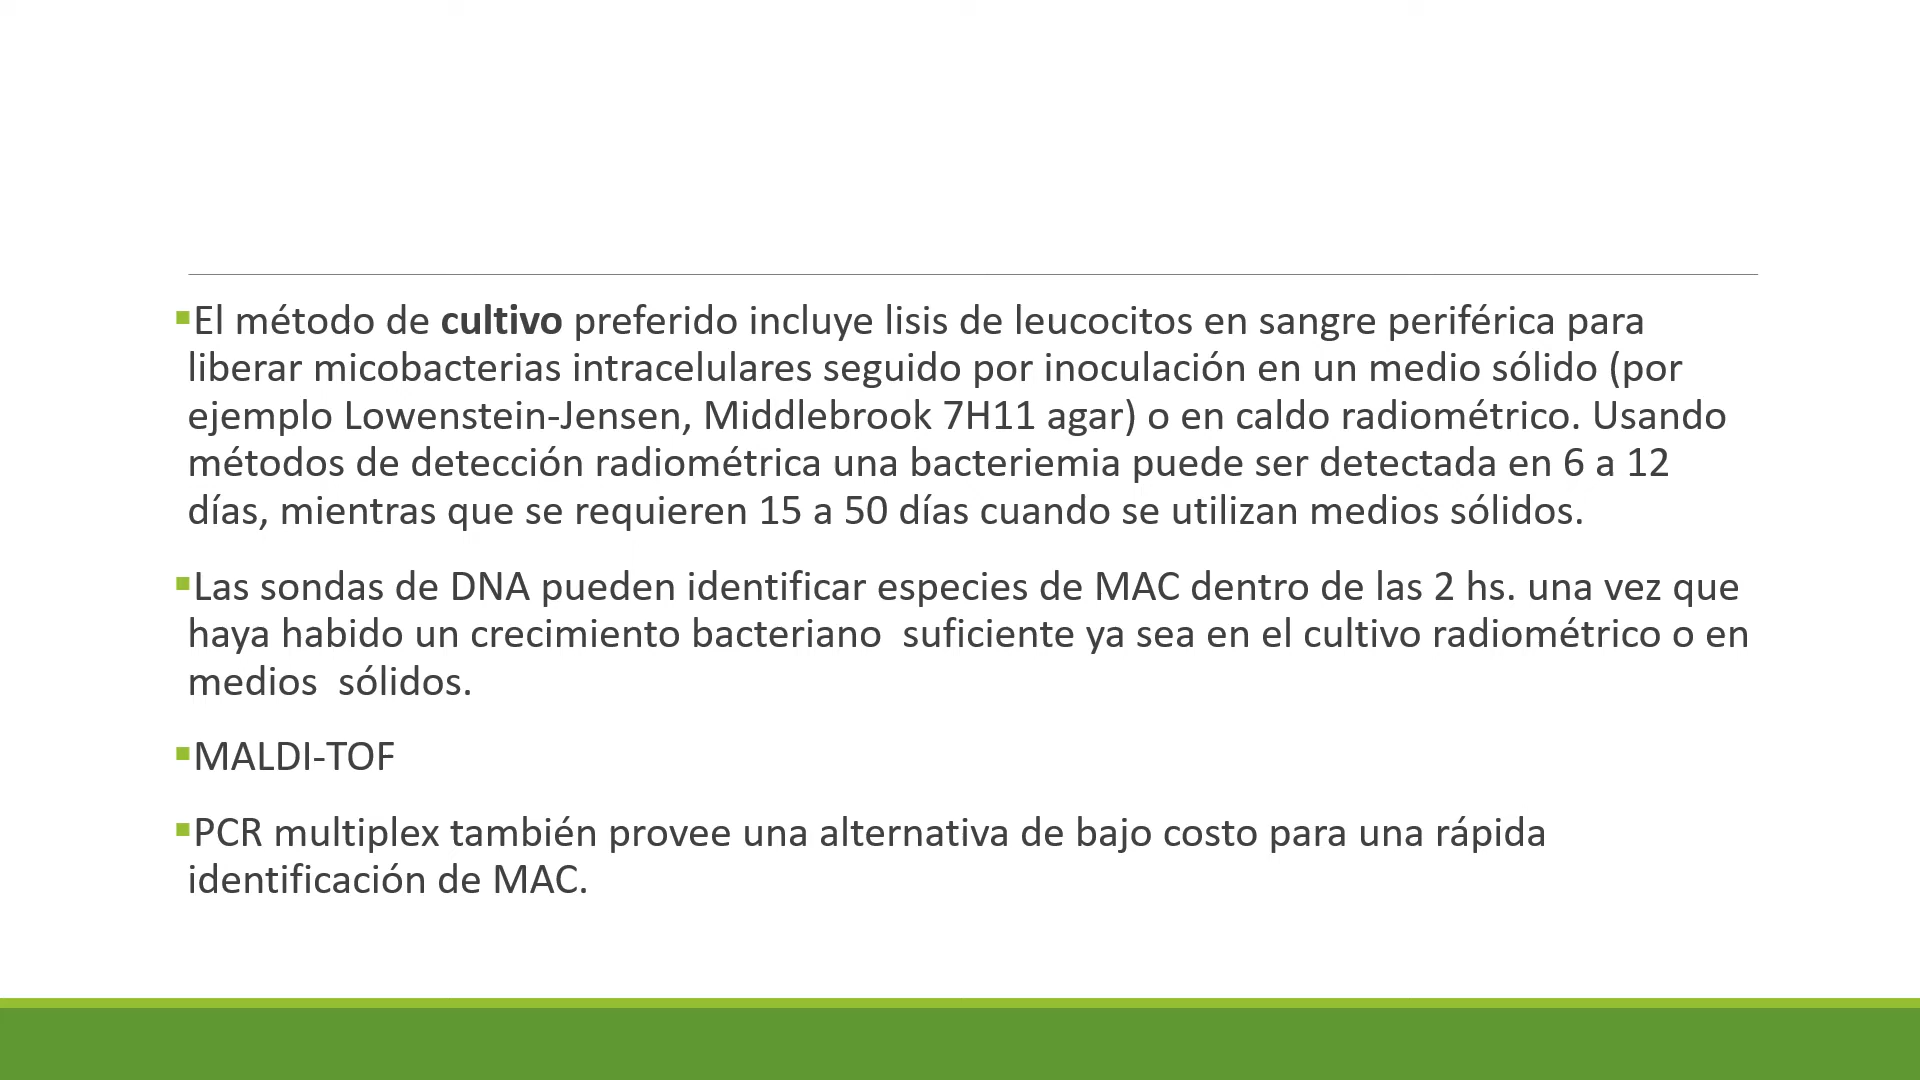 ▪El método de cultivo preferido incluye lisis de leucocitos en sangre periférica para
liberar micobacterias intracelulares seguido por inoculación en un medio sólido (por
ejemplo Lowenstein-Jensen, Middlebrook 7H11 agar) o en caldo radiométrico. Usando
métodos de detección radiométrica una bacteriemia puede ser detectada en 6 a 12
días, mientras que se requieren 15 a 50 días cuando se utilizan medios sólidos.
▪Las sondas de DNA pueden identificar especies de MAC dentro de las 2 hs. una vez que
haya habido un crecimiento bacteriano  suficiente ya sea en el cultivo radiométrico o en
medios  sólidos.
▪MALDI-TOF
▪PCR multiplex también provee una alternativa de bajo costo para una rápida
identificación de MAC.